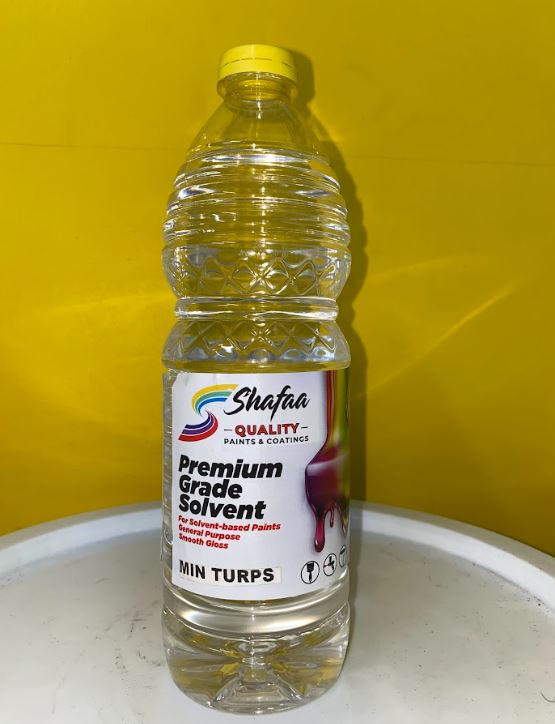 Shafaa
QUALITY
PAINTS & COATINGS
Premium
Grade
Solvent
For Solvent-based Paints
General Purpose
Smooth Gloss
MIN TURPS